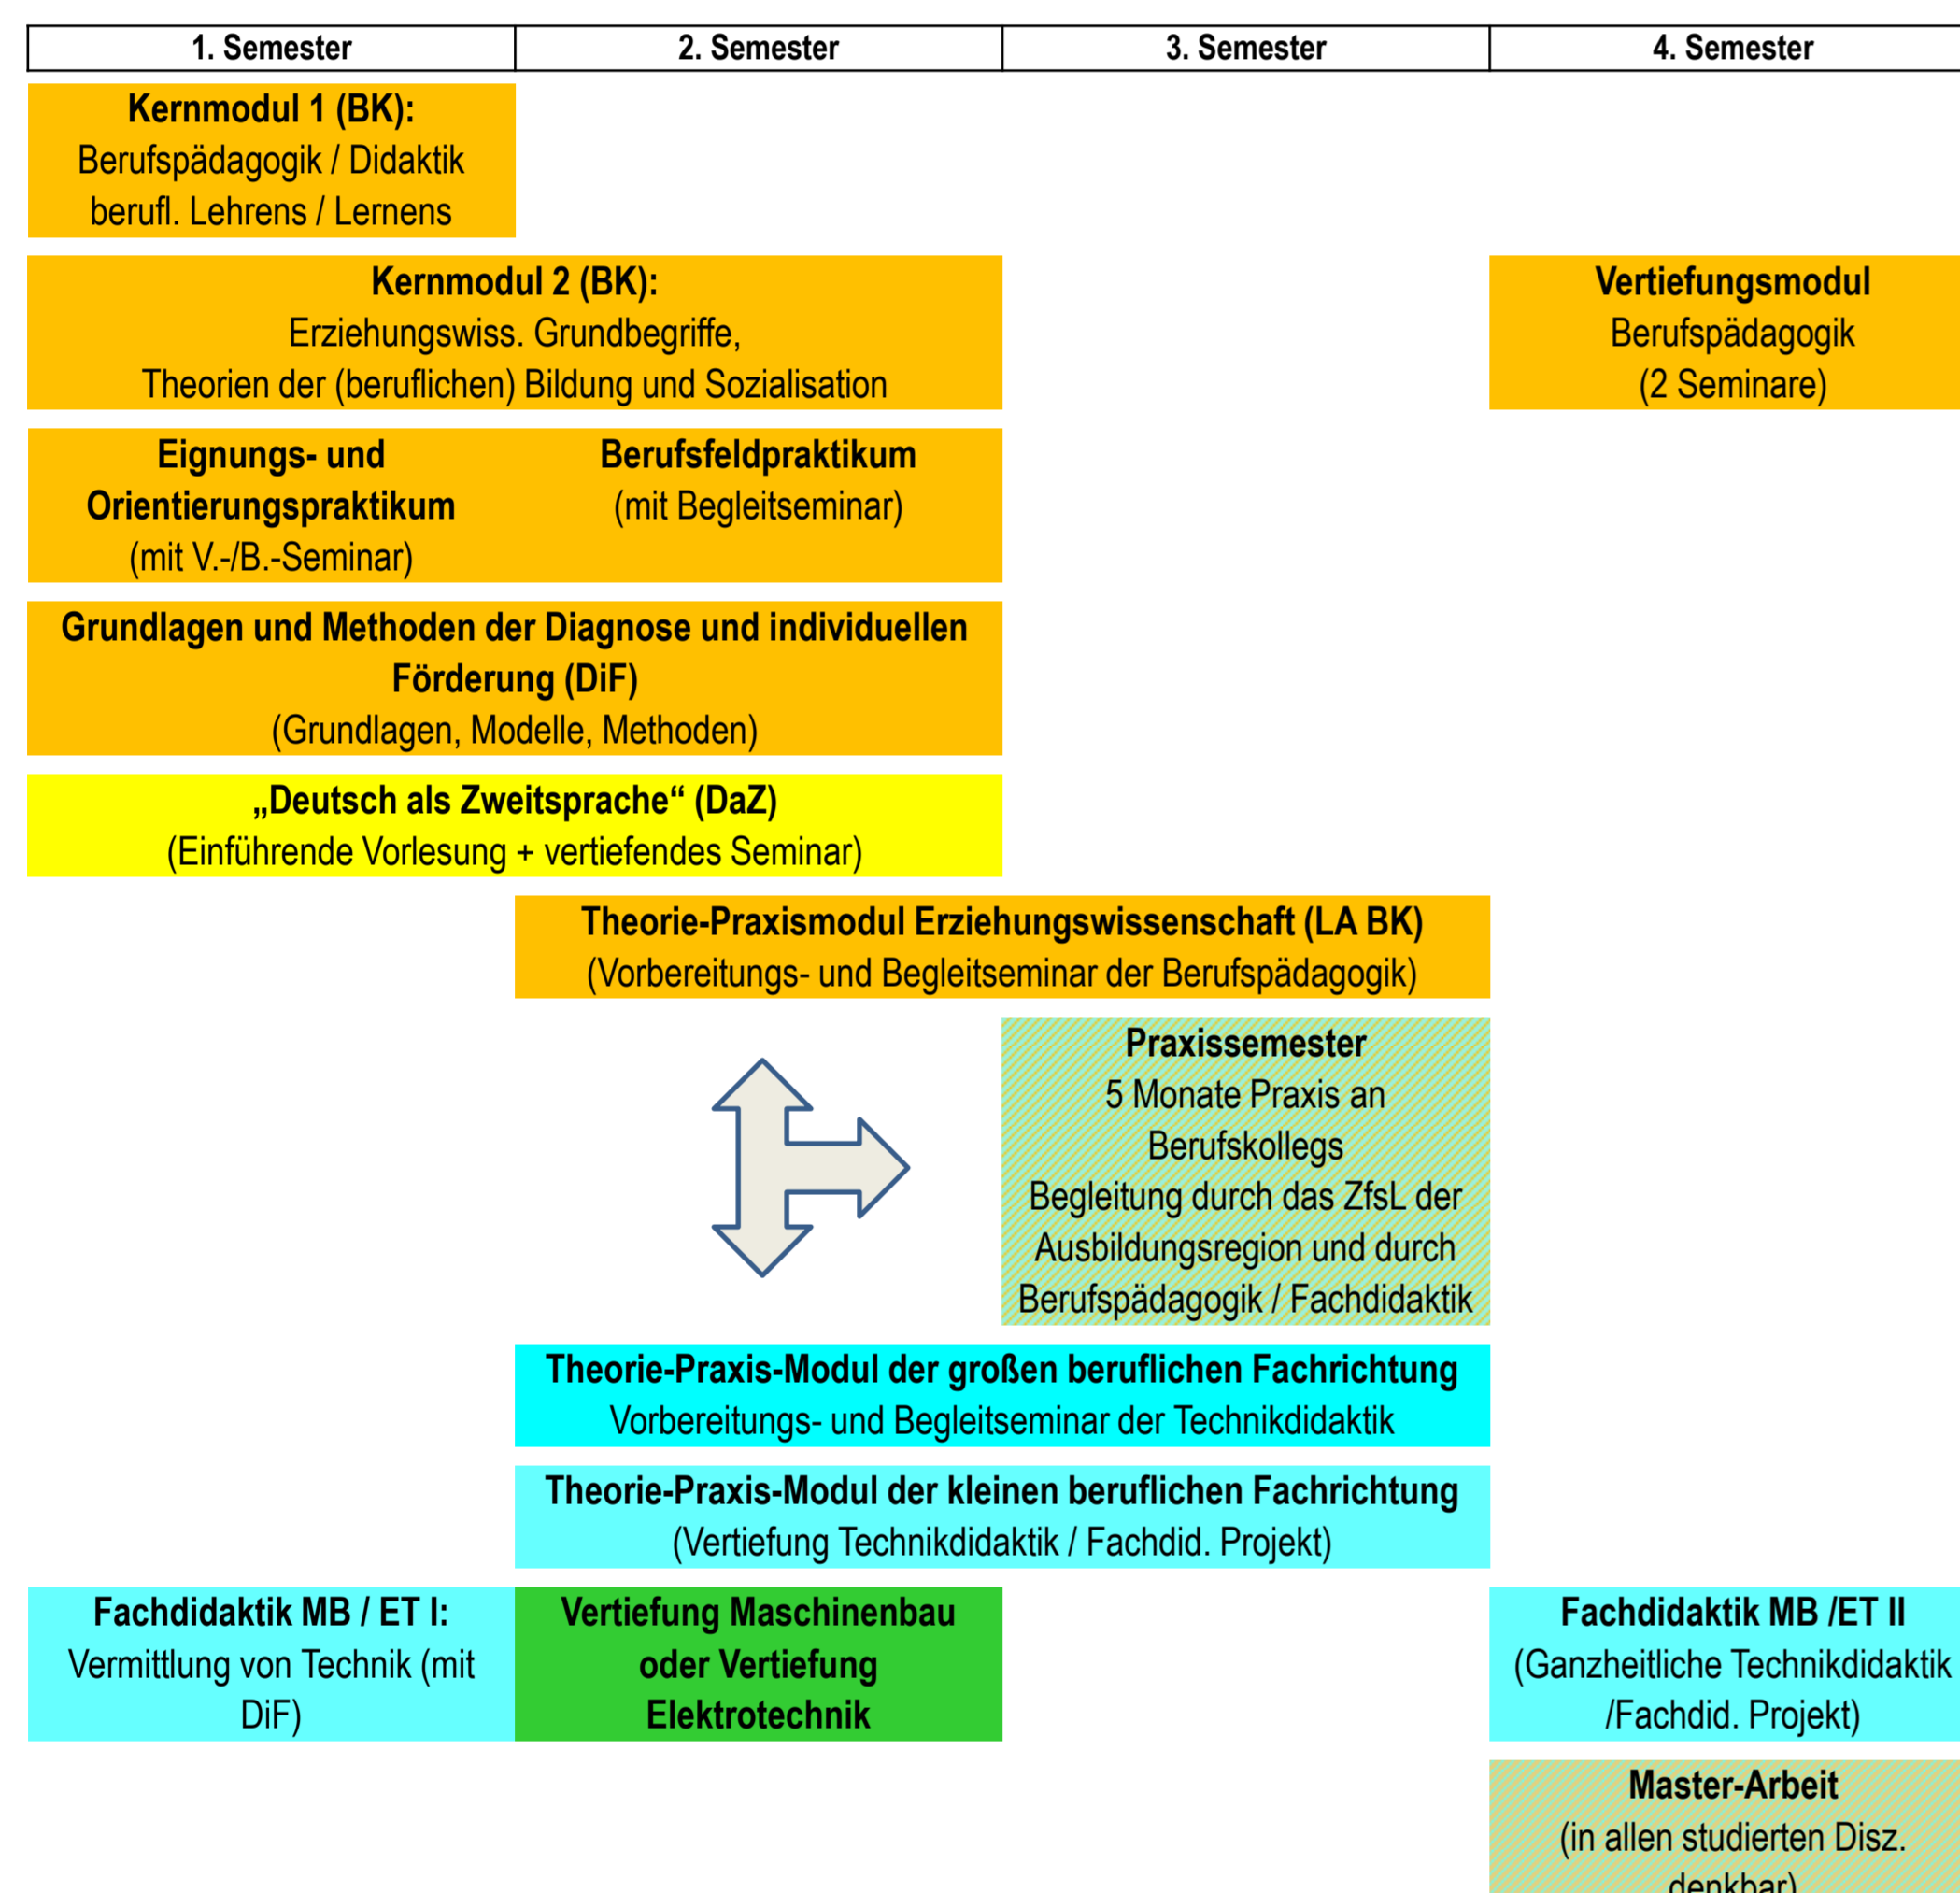 1. Semester
2. Semester
3. Semester
4. Semester
Kernmodul 1 (BK):
Berufspädagogik / Didaktik
berufl. Lehrens / Lernens
Kernmodul 2 (BK):
Erziehungswiss. Grundbegriffe,
Theorien der (beruflichen) Bildung und Sozialisation
Vertiefungsmodul
Berufspädagogik
(2 Seminare)
Eignungs- und
Orientierungspraktikum
(mit V.-/B.-Seminar)
Berufsfeldpraktikum
(mit Begleitseminar)
Grundlagen und Methoden der Diagnose und individuellen
Förderung (DiF)
(Grundlagen, Modelle, Methoden)
„Deutsch als Zweitsprache“ (DaZ)
(Einführende Vorlesung + vertiefendes Seminar)
Theorie-Praxismodul Erziehungswissenschaft (LA BK)
(Vorbereitungs- und Begleitseminar der Berufspädagogik)
Praxissemester
5 Monate Praxis an
Berufskollegs
Begleitung durch das ZfsL der
Ausbildungsregion und durch
Berufspädagogik / Fachdidaktik
Theorie-Praxis-Modul der großen beruflichen Fachrichtung
Vorbereitungs- und Begleitseminar der Technikdidaktik
Theorie-Praxis-Modul der kleinen beruflichen Fachrichtung
(Vertiefung Technikdidaktik / Fachdid. Projekt)
Fachdidaktik MB / ET I:
Vermittlung von Technik (mit
DiF)
Vertiefung Maschinenbau
oder Vertiefung
Elektrotechnik
Fachdidaktik MB /ET II
(Ganzheitliche Technikdidaktik
/Fachdid. Projekt)
Master-Arbeit
(in allen studierten Disz.
denkbar)